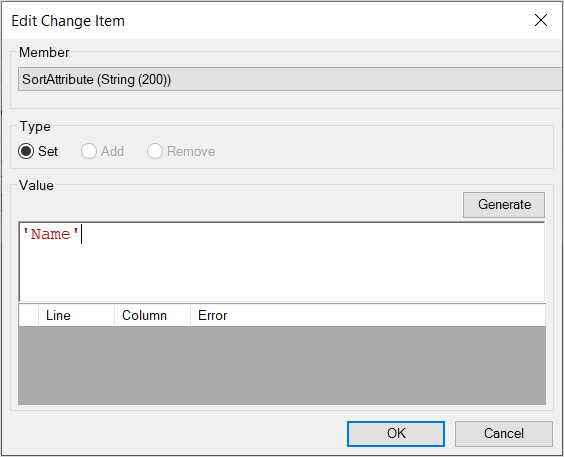 Edit Change Item
Member
SortAttribute (String (200))
Type
Set Add Remove
Value
Generate
'Name'
Line Column Error
OK Cancel